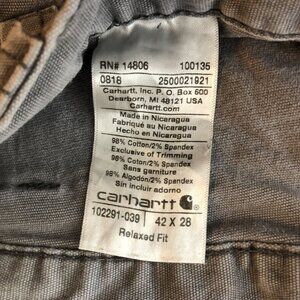 RN# 14806 100135
0818 2500021921
Carhartt, Inc. P. O. Box 600
Dearborn, MI 48121 USA
Carhartt.com
Made in Nicaragua
Fabriqué au Nicaragua
Hecho en Nicaragua
98% Cotton/2% Spandex
Exclusive of Trimming
98% Coton/2% Spandex
Sans garniture
98% Algodón/2% Spandex
Sin incluir adorno
carhartt
102291-039 42 X 28
Relaxed Fit